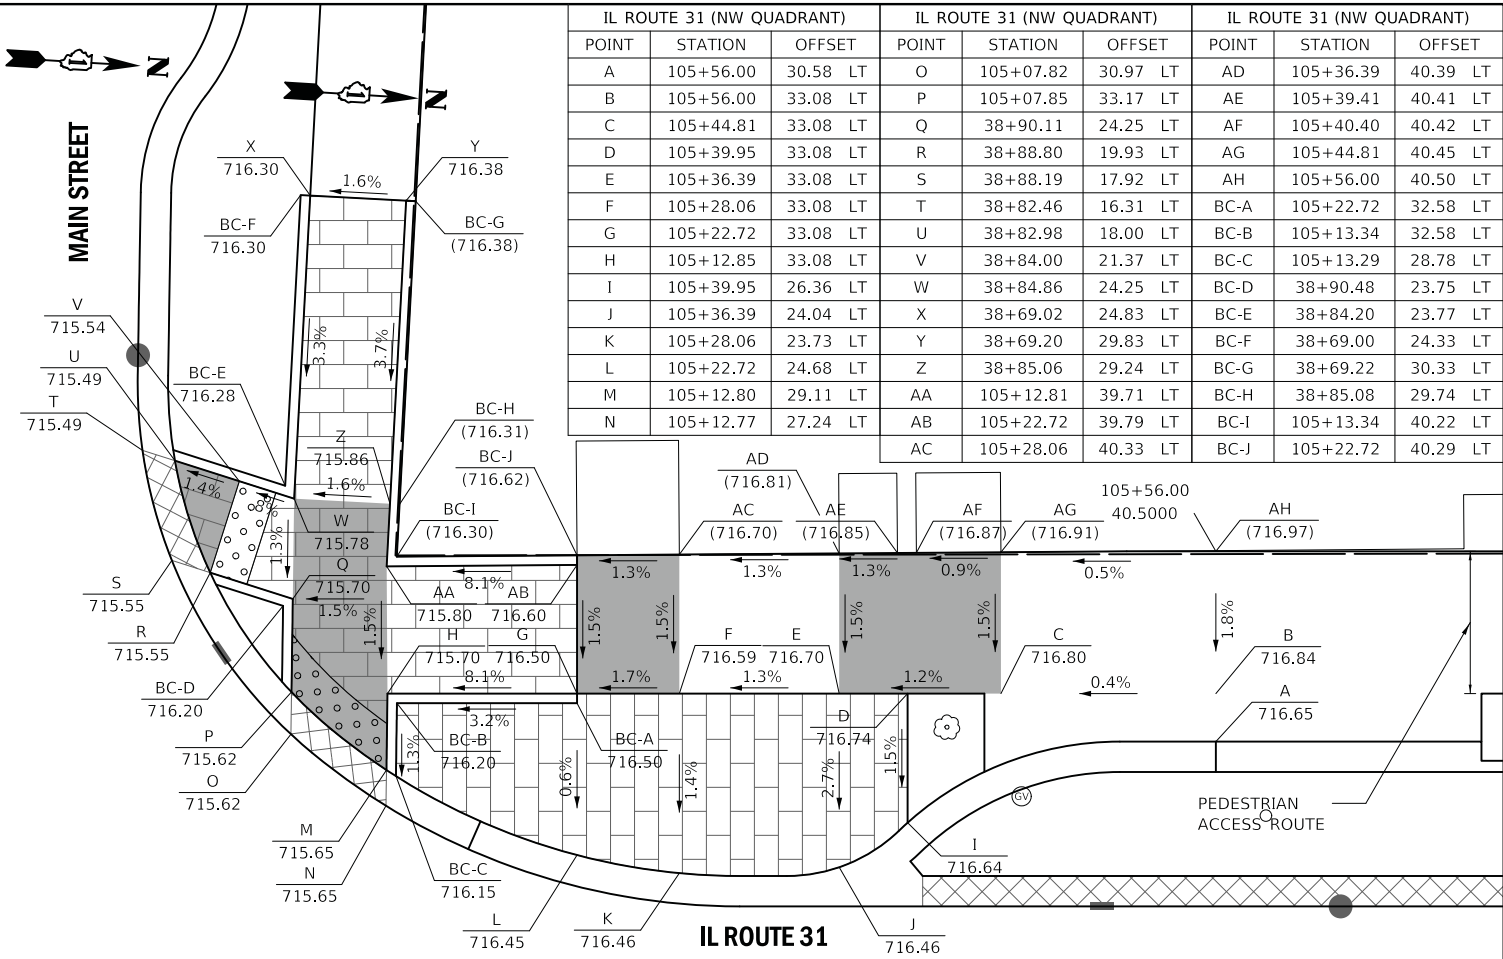 IL ROUTE 31 (NW QUADRANT) IL ROUTE 31 (NW QUADRANT) IL ROUTE 31 (NW QUADRANT)
POINT STATION OFFSET POINT STATION OFFSET POINT STATION OFFSET
A 105+56.00 30.58 LT O 105+07.82 30.97 LT AD 105+36.39 40.39 LT
B 105+56.00 33.08 LT P 105+07.85 33.17 LT AE 105+39.41 40.41 LT
C 105+44.81 33.08 LT Q 38+90.11 24.25 LT AF 105+40.40 40.42 LT
D 105+39.95 33.08 LT R 38+88.80 19.93 LT AG 105+44.81 40.45 LT
E 105+36.39 33.08 LT S 38+88.19 17.92 LT AH 105+56.00 40.50 LT
F 105+28.06 33.08 LT T 38+82.46 16.31 LT BC-A 105+22.72 32.58 LT
G 105+22.72 33.08 LT U 38+82.98 18.00 LT BC-B 105+13.34 32.58 LT
H 105+12.85 33.08 LT V 38+84.00 21.37 LT BC-C 105+13.29 28.78 LT
I 105+39.95 26.36 LT W 38+84.86 24.25 LT BC-D 38+90.48 23.75 LT
J 105+36.39 24.04 LT X 38+69.02 24.83 LT BC-E 38+84.20 23.77 LT
K 105+28.06 23.73 LT Y 38+69.20 29.83 LT BC-F 38+69.00 24.33 LT
L 105+22.72 24.68 LT Z 38+85.06 29.24 LT BC-G 38+69.22 30.33 LT
M 105+12.80 29.11 LT AA 105+12.81 39.71 LT BC-H 38+85.08 29.74 LT
N 105+12.77 27.24 LT AB 105+22.72 39.79 LT BC-I 105+13.34 40.22 LT
AC 105+28.06 40.33 LT BC-J 105+22.72 40.29 LT
N
N
MAIN STREET
X
716.30
Y
716.38
1.6%
BC-F
716.30
BC-G
(716.38)
V
715.54
U
715.49
T
715.49
BC-E
716.28
3.3%
3.7%
BC-H
(716.31)
Z
715.86
BC-J
(716.62)
AD
(716.81)
1.4%
8%
1.6%
BC-I
(716.30)
AC
(716.70)
AE
(716.85)
AF
(716.87)
AG
(716.91)
105+56.00
40.5000
AH
(716.97)
W
715.78
1.3%
Q
715.70
1.5%
1.5%
8.1%
AA
715.80
AB
716.60
1.3%
1.3%
1.3%
0.9%
0.5%
S
715.55
R
715.55
H
715.70
G
716.50
1.5%
1.5%
F
716.59
E
716.70
1.5%
1.5%
C
716.80
1.8%
B
716.84
8.1%
1.7%
1.3%
1.2%
0.4%
BC-D
716.20
A
716.65
P
715.62
O
715.62
3.2%
1.3%
BC-B
716.20
BC-A
716.50
0.6%
1.4%
D
716.74
2.7%
1.5%
GV
PEDESTRIAN
ACCESS ROUTE
M
715.65
N
715.65
BC-C
716.15
I
716.64
L
716.45
K
716.46
J
716.46
IL ROUTE 31